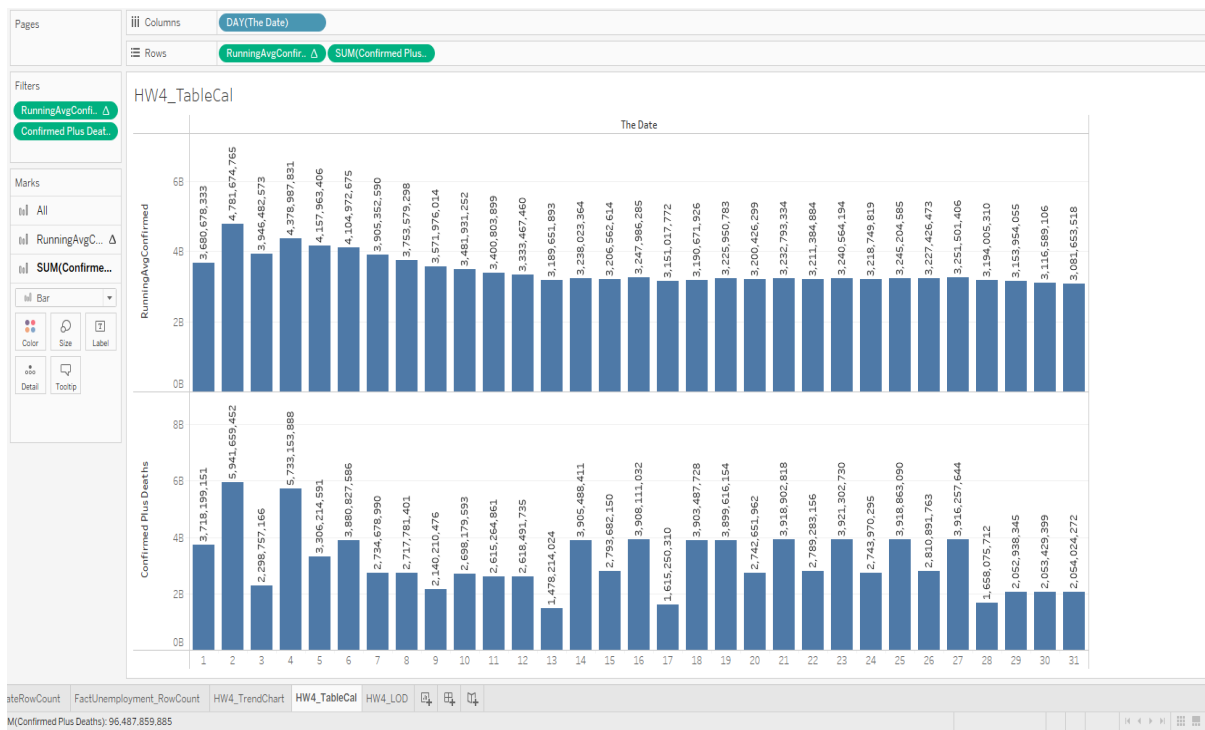 Pages
iii Columns
DAY(The Date)
Rows
RunningAvgConfir.. Δ
SUM(Confirmed Plus..
Filters
RunningAvgConfi.. Δ
Confirmed Plus Deat..
Marks
All
RunningAvgC... Δ
SUM(Confirme...
Bar
Color
Size
Label
Detail
Tooltip
HW4_TableCal
The Date
RunningAvgConfirmed
6B
4B
2B
0B
3,680,678,333
4,781,674,765
3,946,482,573
4,378,987,831
4,157,963,406
4,104,972,675
3,905,352,590
3,753,579,298
3,571,976,014
3,481,931,252
3,400,803,899
3,333,467,460
3,189,651,893
3,238,023,364
3,206,562,614
3,247,986,285
3,151,017,772
3,190,671,926
3,225,950,783
3,200,426,299
3,232,793,334
3,211,384,884
3,240,564,194
3,218,749,819
3,245,204,585
3,227,426,473
3,251,501,406
3,194,005,310
3,153,954,055
3,116,589,106
3,081,653,518
Confirmed Plus Deaths
8B
6B
4B
2B
0B
3,718,199,151
5,941,659,452
2,298,757,166
5,733,153,888
3,306,214,591
3,880,827,586
2,734,678,990
2,717,781,401
2,140,210,476
2,698,179,593
2,615,264,861
2,618,491,735
1,478,214,024
3,905,488,411
2,793,682,150
3,908,111,032
1,615,250,310
3,903,487,728
3,899,616,154
2,742,651,962
3,918,902,818
2,789,283,156
3,921,302,730
2,743,970,295
3,918,863,090
2,810,891,763
3,916,257,644
1,658,075,712
2,052,938,345
2,053,429,399
2,054,024,272
1 2 3 4 5 6 7 8 9 10 11 12 13 14 15 16 17 18 19 20 21 22 23 24 25 26 27 28 29 30 31
ateRowCount
FactUnemployment_RowCount
HW4_TrendChart
HW4_TableCal
HW4_LOD
M(Confirmed Plus Deaths): 96,487,859,885